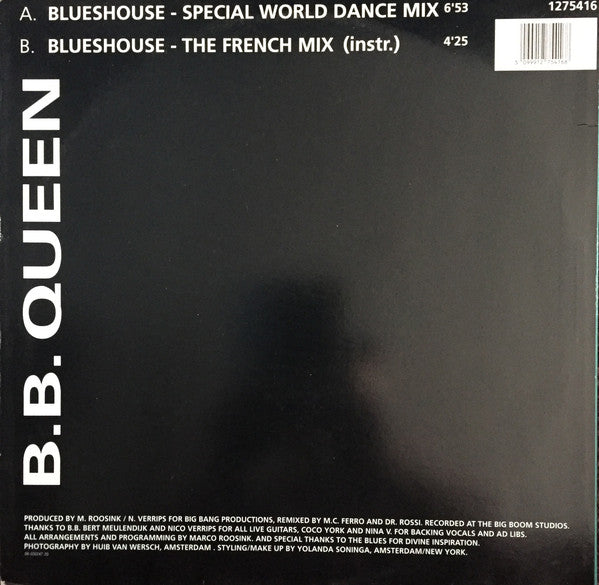 A. BLUESHOUSE - SPECIAL WORLD DANCE MIX 6'53
1275416
B. BLUESHOUSE - THE FRENCH MIX (instr.) 4'25
B.B. QUEEN
PRODUCED BY M. ROOSINK / N. VERRIPS FOR BIG BANG PRODUCTIONS, REMIXED BY M.C. FERRO AND DR. ROSSI. RECORDED AT THE BIG BOOM STUDIOS.
THANKS TO B.B. BERT MEULENDIJK AND NICO VERRIPS FOR ALL LIVE GUITARS, COCO YORK AND NINA V. FOR BACKING VOCALS AND AD LIBS.
ALL ARRANGEMENTS AND PROGRAMMING BY MARCO ROOSINK. AND SPECIAL THANKS TO THE BLUES FOR DIVINE INSPIRATION.
PHOTOGRAPHY BY HUIB VAN WERSCH, AMSTERDAM . STYLING/MAKE UP BY YOLANDA SONINGA, AMSTERDAM/NEW YORK.